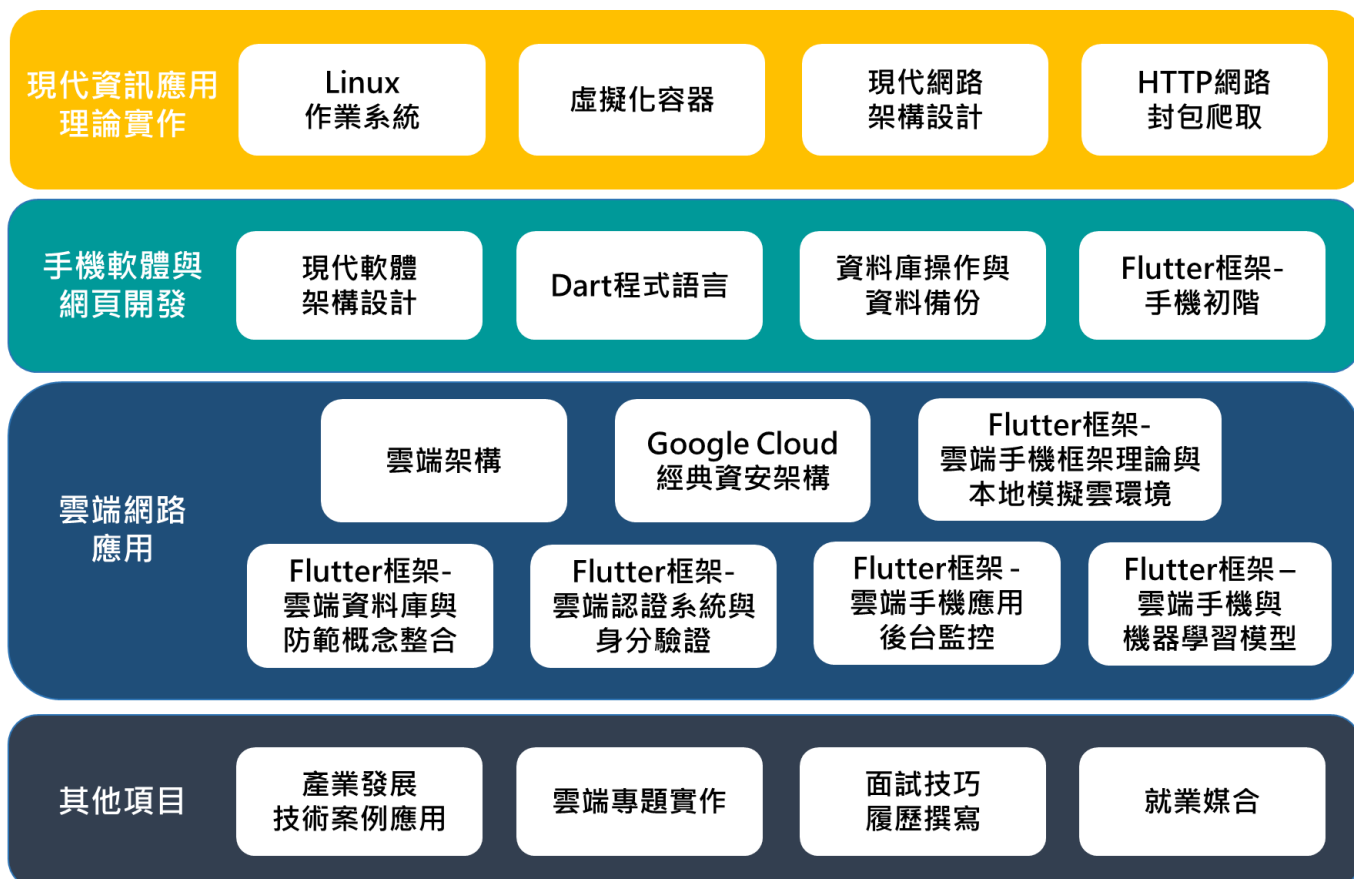 現代資訊應用
理論實作
Linux
作業系統
虛擬化容器
現代網路
架構設計
HTTP網路
封包爬取
手機軟體與
網頁開發
現代軟體
架構設計
Dart程式語言
資料庫操作與
資料備份
Flutter框架-
手機初階
雲端網路
應用
雲端架構
Google Cloud
經典資安架構
Flutter框架-
雲端手機框架理論與
本地模擬雲環境
Flutter框架-
雲端資料庫與
防範概念整合
Flutter框架-
雲端認證系統與
身分驗證
Flutter框架 -
雲端手機應用
後台監控
Flutter框架 –
雲端手機與
機器學習模型
其他項目
產業發展
技術案例應用
雲端專題實作
面試技巧
履歷撰寫
就業媒合